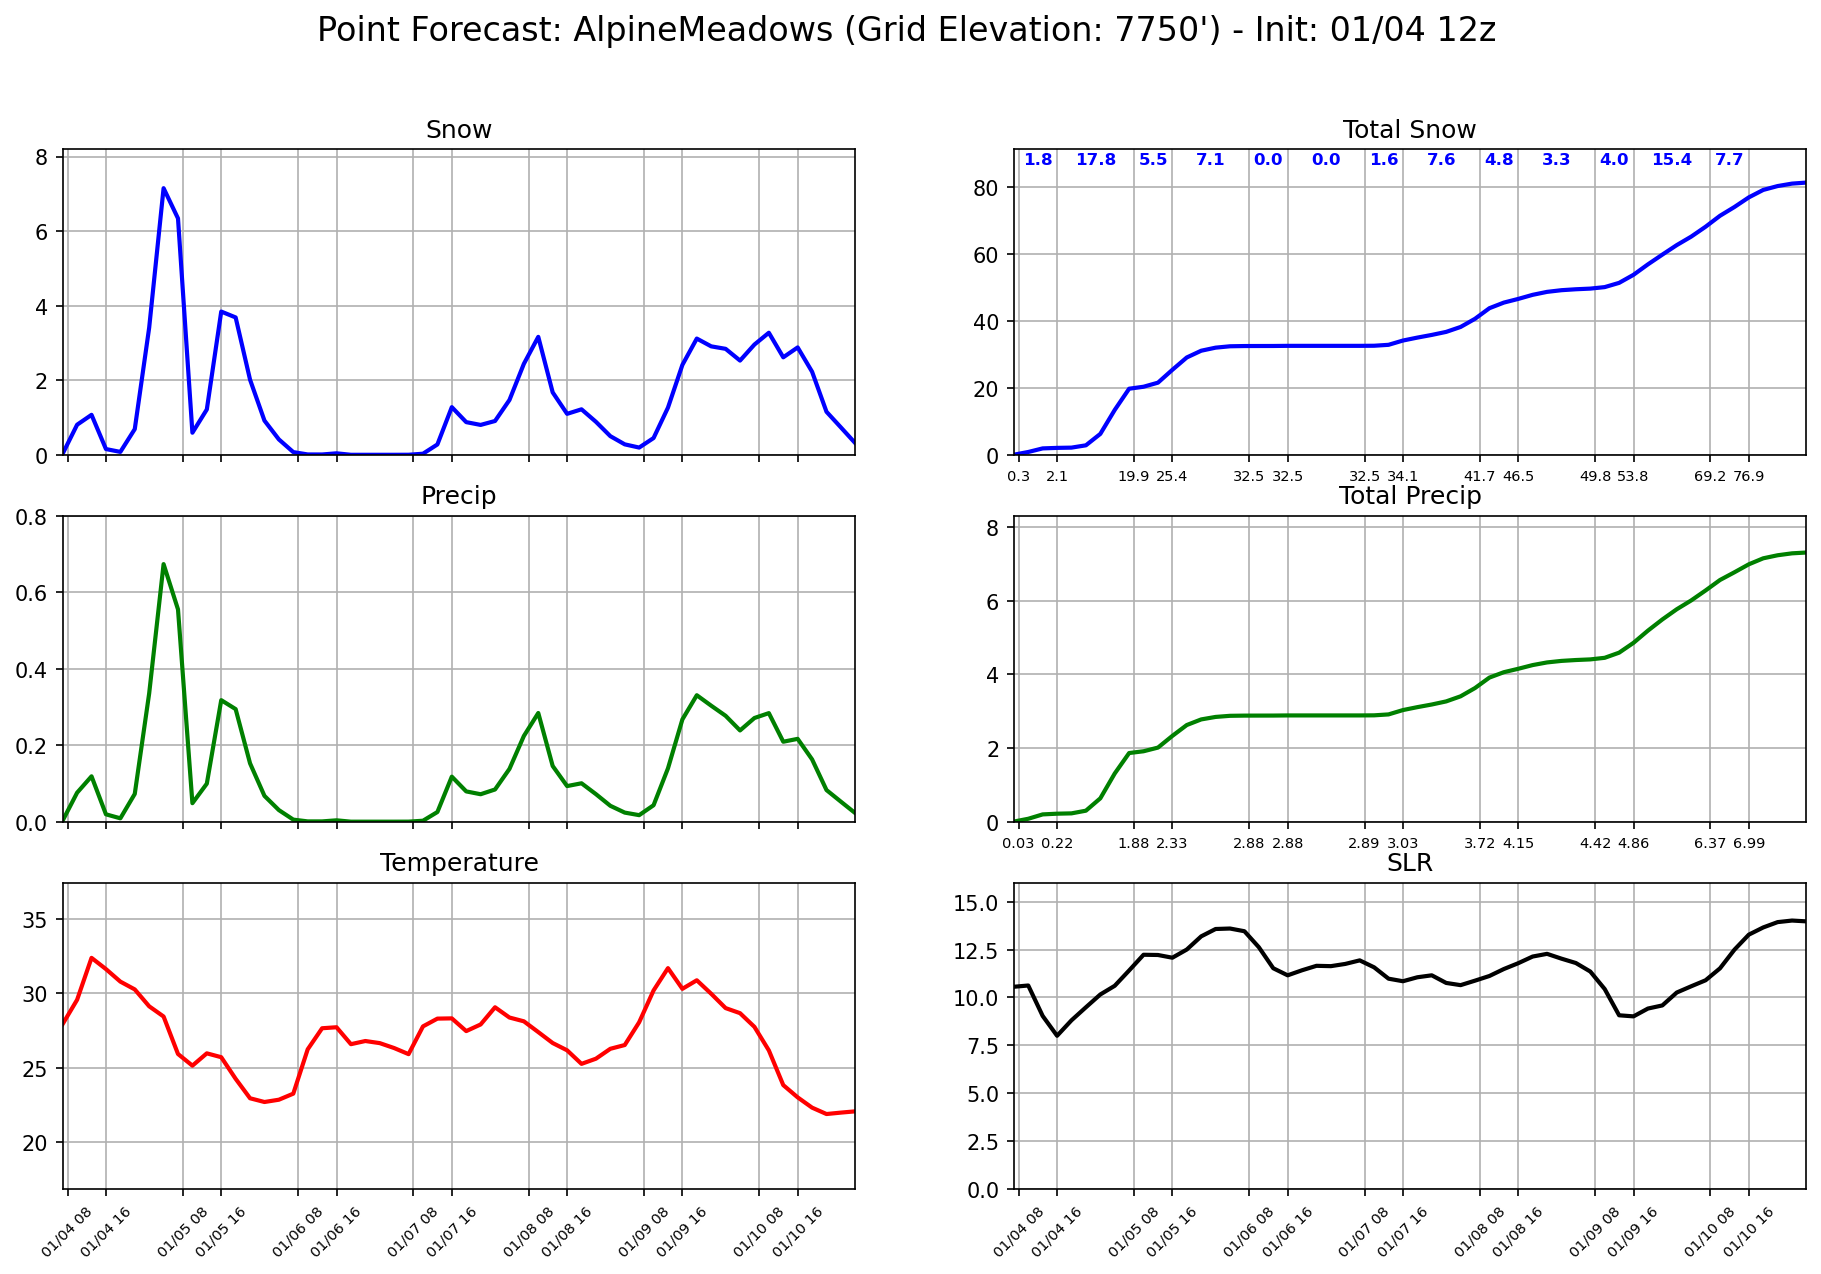 Point Forecast: AlpineMeadows (Grid Elevation: 7750') - Init: 01/04 12z
Snow
8
6
4
2
0
Total Snow
1.8 17.8 5.5 7.1 0.0 0.0 1.6 7.6 4.8 3.3 4.0 15.4 7.7
80
60
40
20
0
0.3 2.1 19.9 25.4 32.5 32.5 32.5 34.1 41.7 46.5 49.8 53.8 69.2 76.9
Precip
0.8
0.6
0.4
0.2
0.0
Total Precip
8
6
4
2
0
0.03 0.22 1.88 2.33 2.88 2.88 2.89 3.03 3.72 4.15 4.42 4.86 6.37 6.99
Temperature
35
30
25
20
01/04 08 01/04 16 01/05 08 01/05 16 01/06 08 01/06 16 01/07 08 01/07 16 01/08 08 01/08 16 01/09 08 01/09 16 01/10 08 01/10 16
SLR
15.0
12.5
10.0
7.5
5.0
2.5
0.0
01/04 08 01/04 16 01/05 08 01/05 16 01/06 08 01/06 16 01/07 08 01/07 16 01/08 08 01/08 16 01/09 08 01/09 16 01/10 08 01/10 16